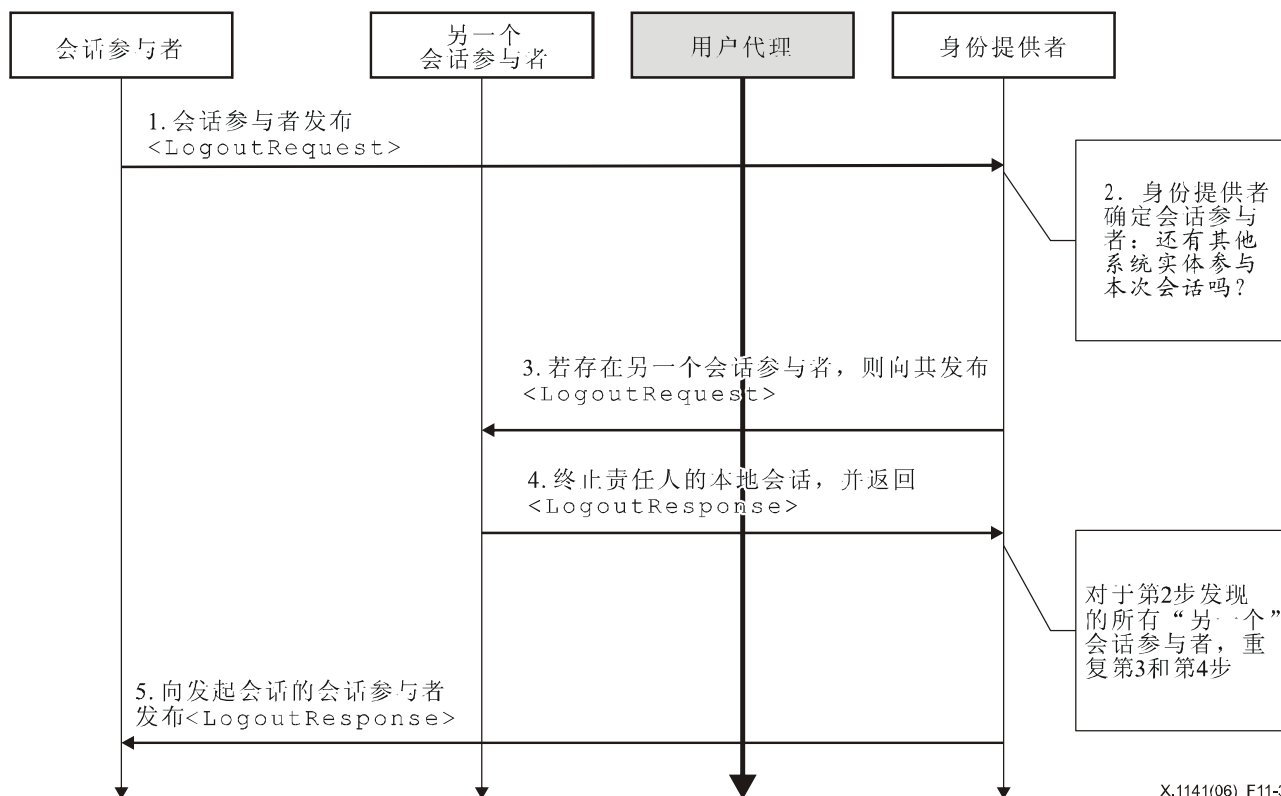 会话参与者
另一个
会话参与者
用户代理
身份提供者
1. 会话参与者发布
<LogoutRequest>
2. 身份提供者
确定会话参与
者：还有其他
系统实体参与
本次会话吗？
3. 若存在另一个会话参与者，则向其发布
<LogoutRequest>
4. 终止责任人的本地会话，并返回
<LogoutResponse>
对于第2步发现
的所有“另一个”
会话参与者，重
复第3和第4步
5. 向发起会话的会话参与者
发布<LogoutResponse>